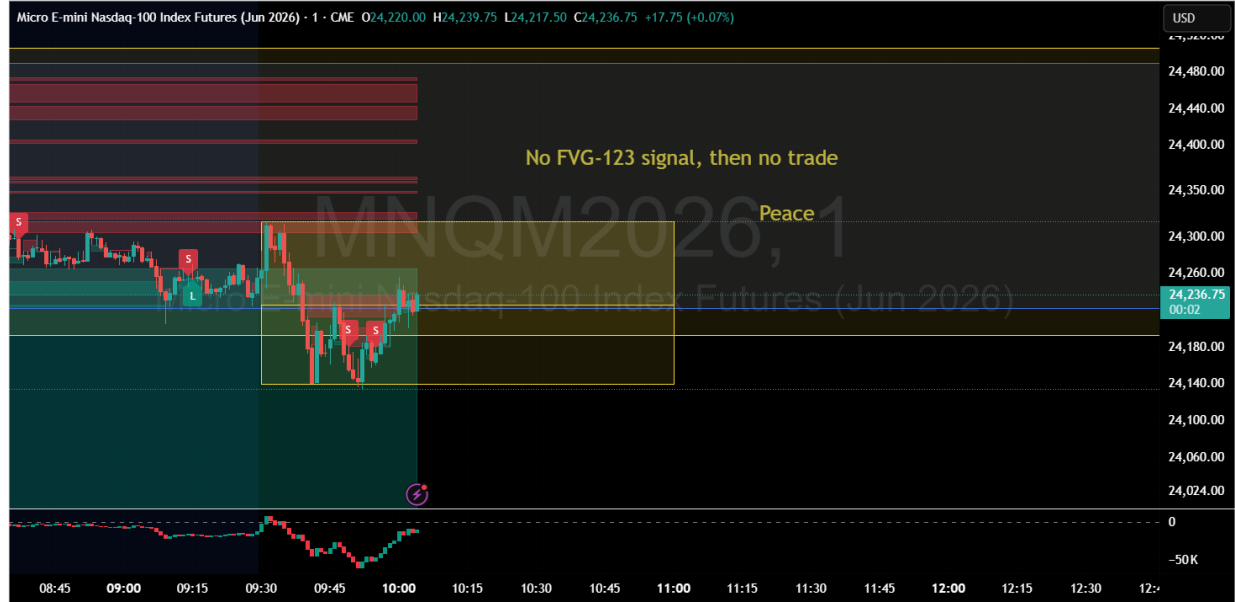 Micro E-mini Nasdaq-100 Index Futures (Jun 2026) · 1 · CME O24,220.00 H24,239.75 L24,217.50 C24,236.75 +17.75 (+0.07%)
USD
24,520.00
24,480.00
24,440.00
24,400.00
No FVG-123 signal, then no trade
24,350.00
MNQM2026, 1
Peace
S
24,300.00
S
24,260.00
L
Micro E-mini Nasdaq-100 Index Futures (Jun 2026)
24,236.75
00:02
S
S
24,180.00
24,140.00
24,100.00
24,060.00
24,024.00
0
−50K
08:45 09:00 09:15 09:30 09:45 10:00 10:15 10:30 10:45 11:00 11:15 11:30 11:45 12:00 12:15 12:30